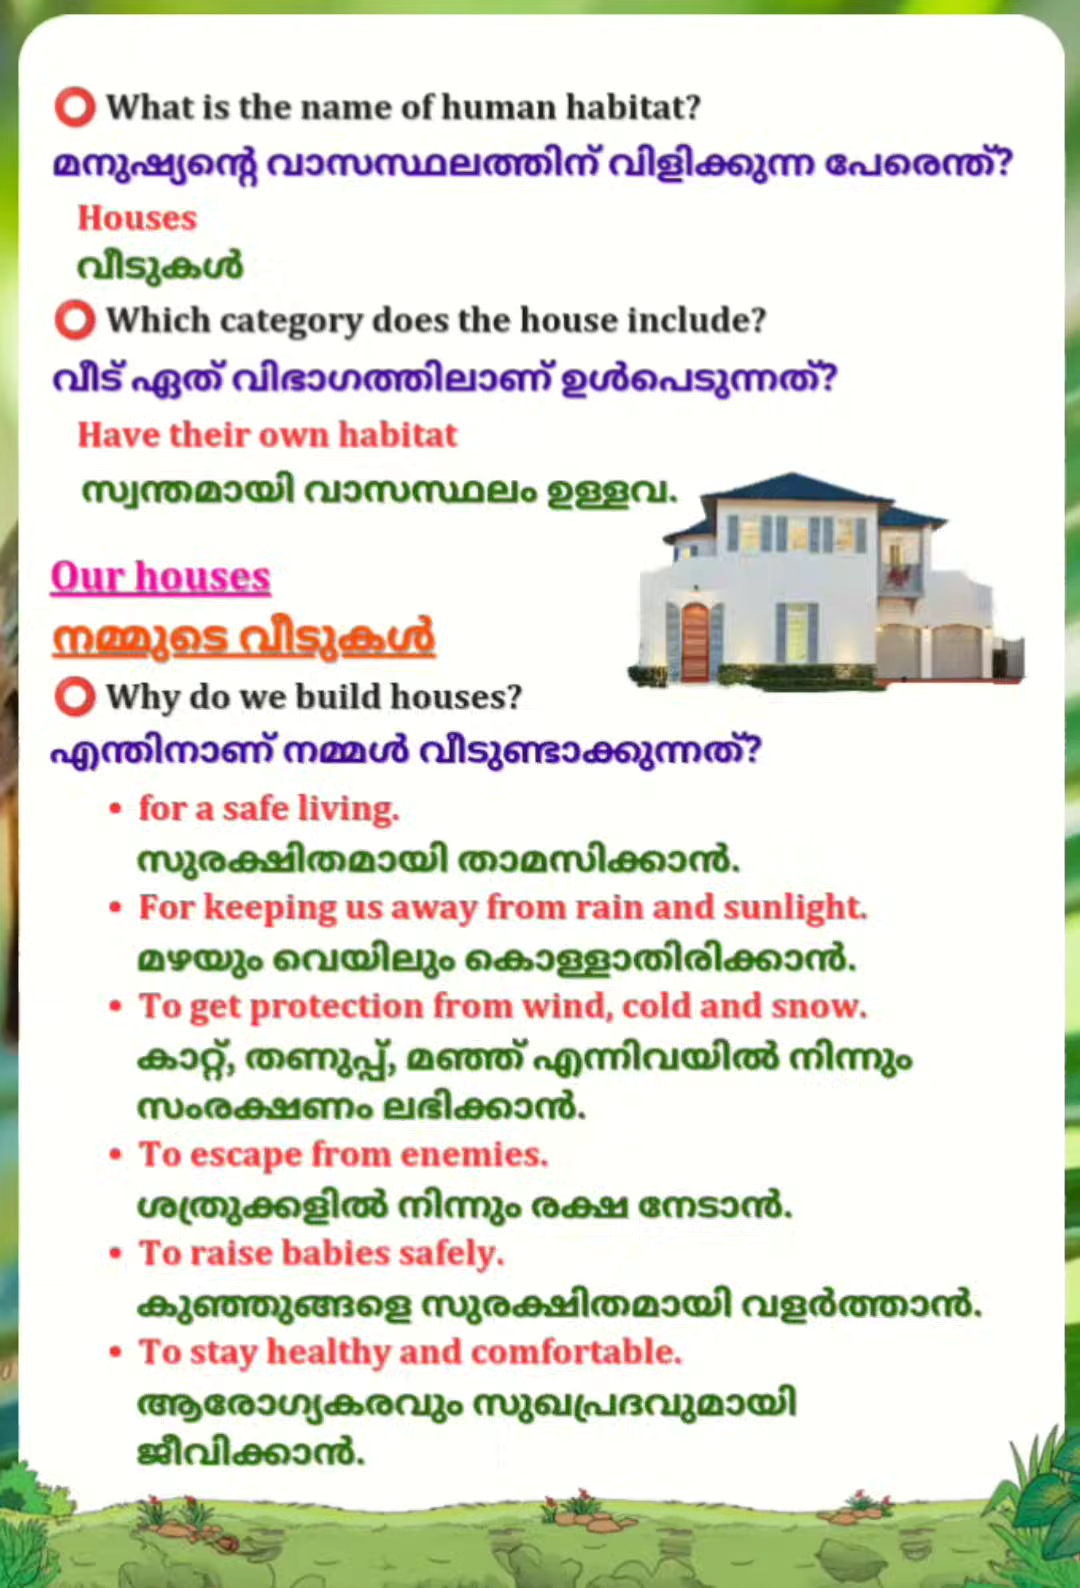 What is the name of human habitat?
മനുഷ്യന്റെ വാസസ്ഥലത്തിന് വിളിക്കുന്ന പേരെന്ത്?
Houses
വീടുകൾ
Which category does the house include?
വീട് ഏത് വിഭാഗത്തിലാണ് ഉൾപെടുന്നത്?
Have their own habitat
സ്വന്തമായി വാസസ്ഥലം ഉള്ളവ.
Our houses
നമ്മുടെ വീടുകൾ
Why do we build houses?
എന്തിനാണ് നമ്മൾ വീടുണ്ടാക്കുന്നത്?
• for a safe living.
സുരക്ഷിതമായി താമസിക്കാൻ.
• For keeping us away from rain and sunlight.
മഴയും വെയിലും കൊള്ളാതിരിക്കാൻ.
• To get protection from wind, cold and snow.
കാറ്റ്, തണുപ്പ്, മഞ്ഞ് എന്നിവയിൽ നിന്നും
സംരക്ഷണം ലഭിക്കാൻ.
• To escape from enemies.
ശത്രുക്കളിൽ നിന്നും രക്ഷ നേടാൻ.
• To raise babies safely.
കുഞ്ഞുങ്ങളെ സുരക്ഷിതമായി വളർത്താൻ.
• To stay healthy and comfortable.
ആരോഗ്യകരവും സുഖപ്രദവുമായി
ജീവിക്കാൻ.